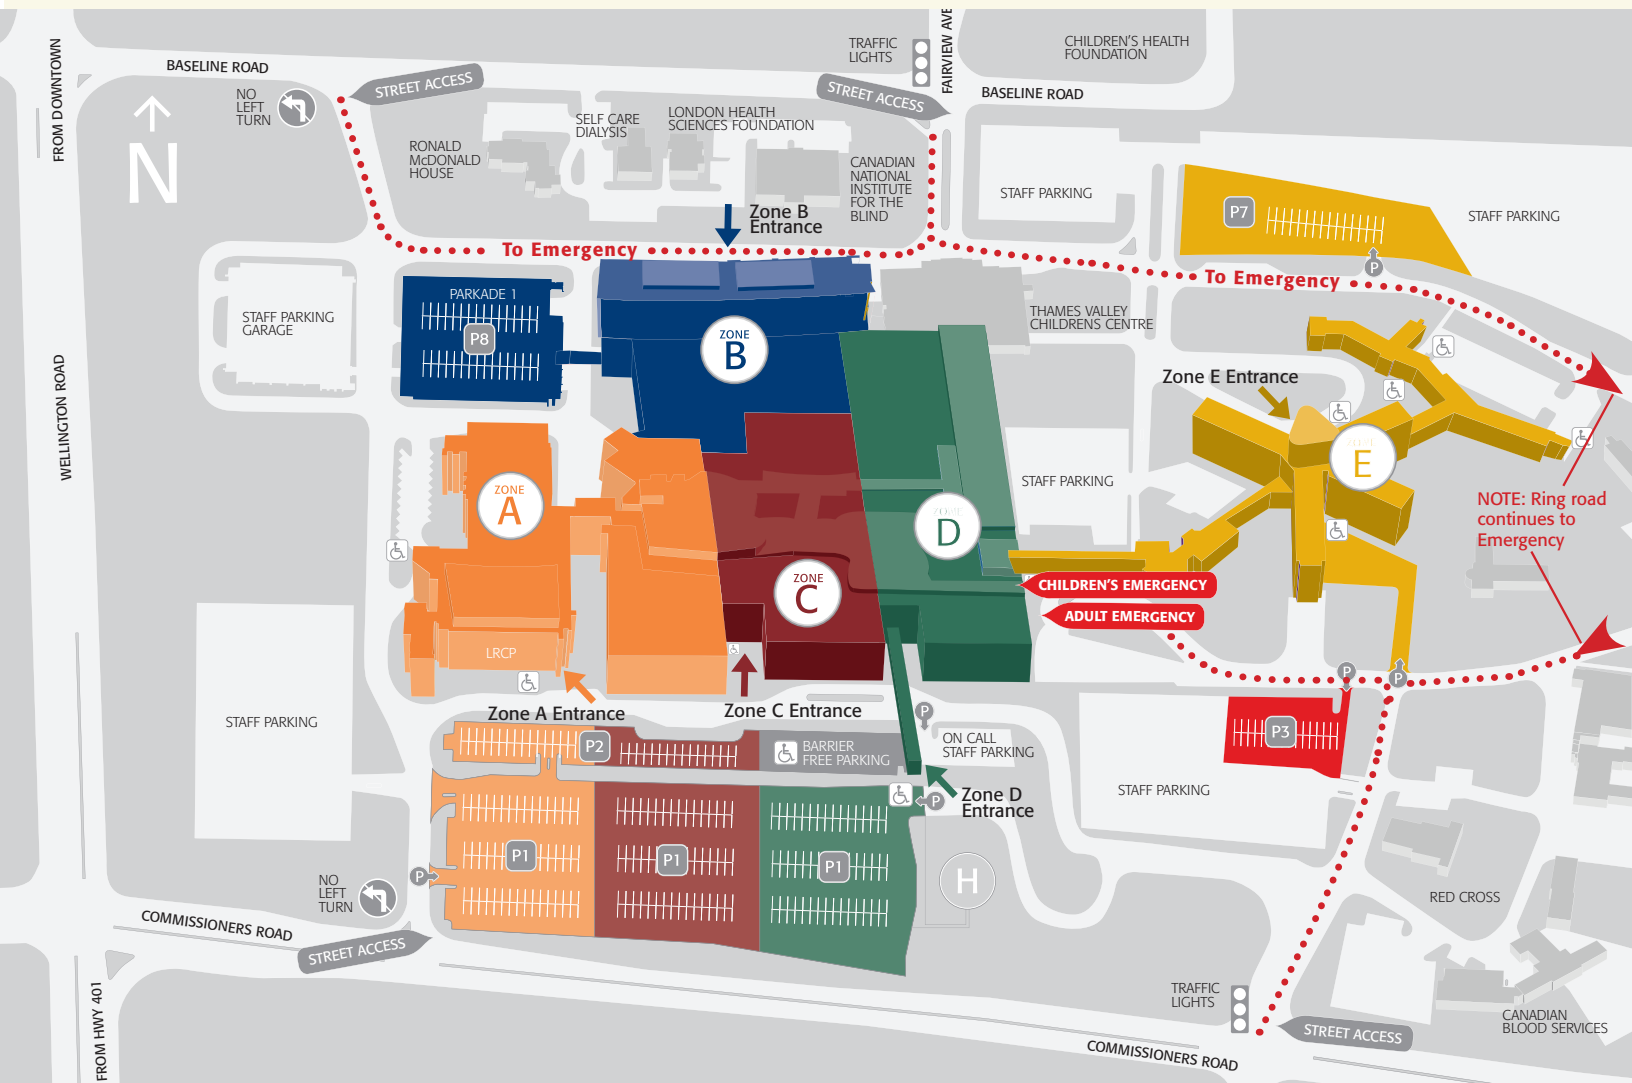 FROM DOWNTOWN
BASELINE ROAD
STREET ACCESS
NO
LEFT
TURN
N
TRAFFIC
LIGHTS
STREET ACCESS
FAIRVIEW AVE
CHILDREN'S HEALTH
FOUNDATION
BASELINE ROAD
RONALD
McDONALD
HOUSE
SELF CARE
DIALYSIS
LONDON HEALTH
SCIENCES FOUNDATION
CANADIAN
NATIONAL
INSTITUTE
FOR THE
BLIND
STAFF PARKING
P7
STAFF PARKING
P
Zone B
Entrance
To Emergency
To Emergency
STAFF PARKING
GARAGE
PARKADE 1
P8
ZONE
B
THAMES VALLEY
CHILDRENS CENTRE
Zone E Entrance
ZONE
E
WELLINGTON ROAD
ZONE
A
STAFF PARKING
ZONE
D
NOTE: Ring road
continues to
Emergency
ZONE
C
CHILDREN'S EMERGENCY
ADULT EMERGENCY
LRCP
Zone A Entrance
Zone C Entrance
P
P
P
STAFF PARKING
P2
BARRIER
FREE PARKING
ON CALL
STAFF PARKING
P3
STAFF PARKING
Zone D
Entrance
P
P1
P1
P1
P
H
NO
LEFT
TURN
COMMISSIONERS ROAD
STREET ACCESS
RED CROSS
FROM HWY 401
TRAFFIC
LIGHTS
STREET ACCESS
CANADIAN
BLOOD SERVICES
COMMISSIONERS ROAD